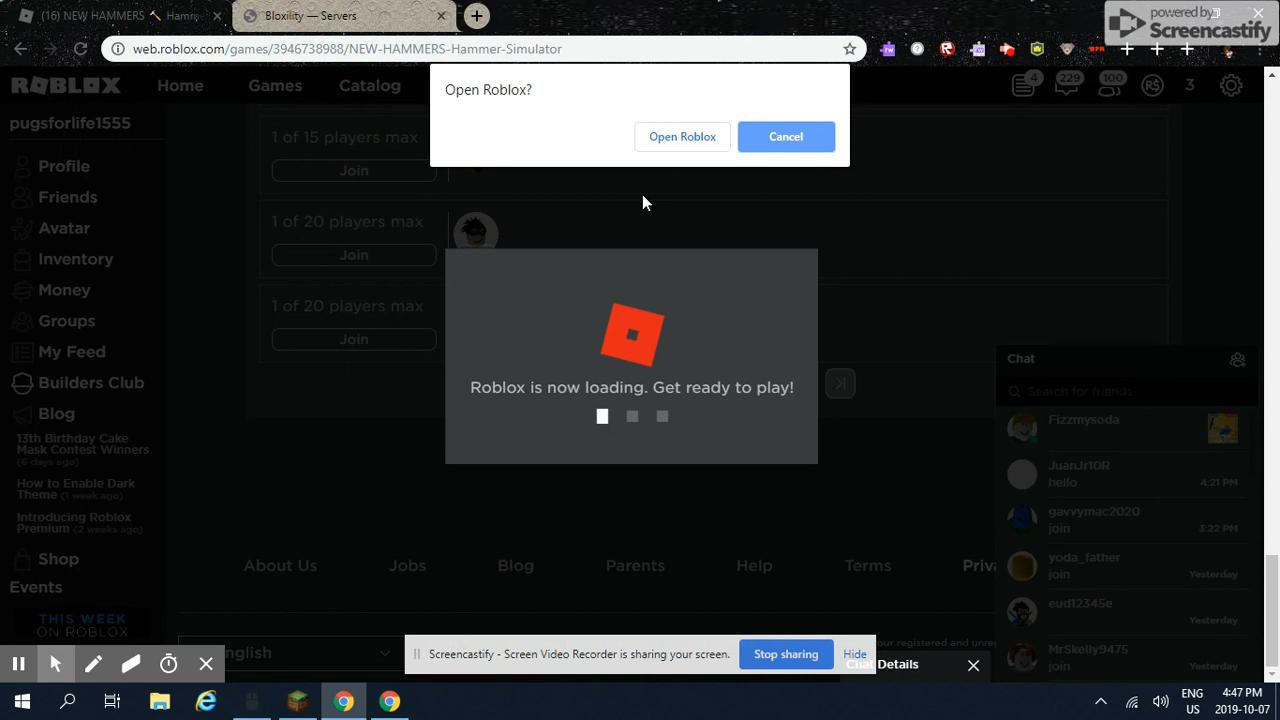 (16) NEW HAMMERS 🔨 Hamm
Bloxility — Servers
powered by
Screencastify
web.roblox.com/games/3946738988/NEW-HAMMERS-Hammer-Simulator
Open Roblox?
Open Roblox
Cancel
ROBLOX
Home
Games
Catalog
4
229
100
R$
3
pugsforlife1555
Profile
Friends
Avatar
Inventory
Money
Groups
My Feed
Builders Club
Blog
13th Birthday Cake
Mask Contest Winners
(6 days ago)
How to Enable Dark
Theme (1 week ago)
Introducing Roblox
Premium (2 weeks ago)
Shop
Events
THIS WEEK
ON ROBLOX
1 of 15 players max
Join
1 of 20 players max
Join
1 of 20 players max
Join
Roblox is now loading. Get ready to play!
Chat
Search for friends
Fizzmysoda
JuanJr10R
hello
4:21 PM
gavvymac2020
join
3:22 PM
yoda_father
join
Yesterday
eud12345e
Yesterday
MrSkelly9475
join
Yesterday
About Us
Jobs
Blog
Parents
Help
Terms
Priva
nglish
your registered and unreg
Screencastify - Screen Video Recorder is sharing your screen.
Stop sharing
Hide
Chat Details
ENG
US
4:47 PM
2019-10-07